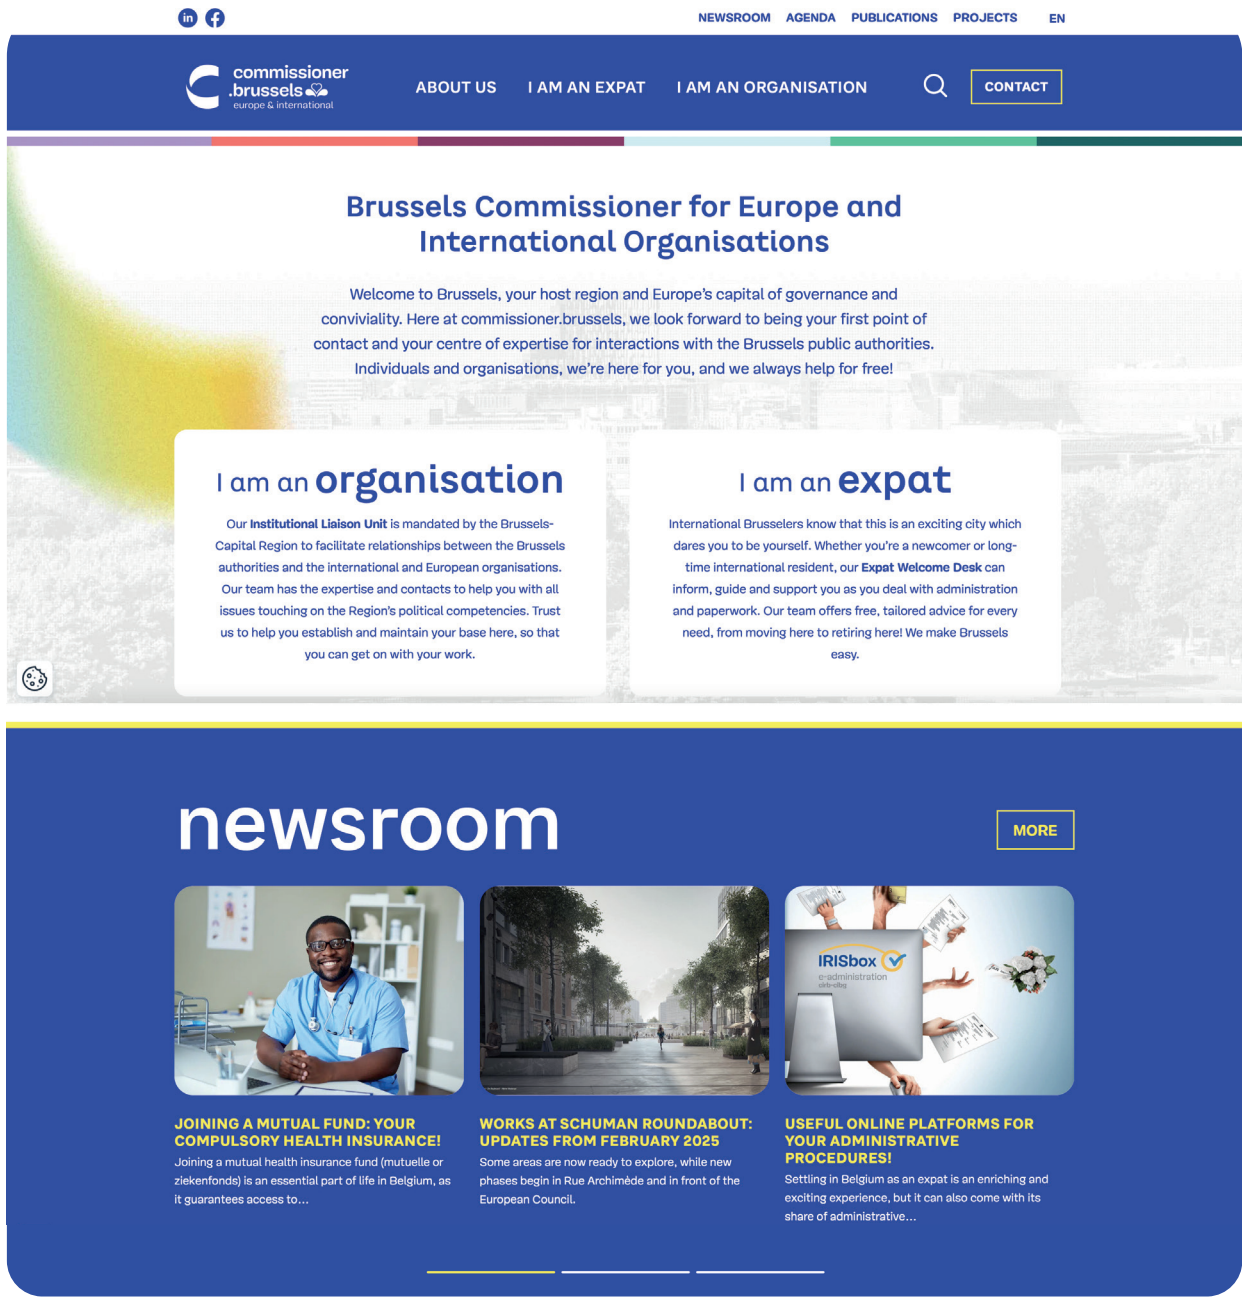 in f
NEWSROOM AGENDA PUBLICATIONS PROJECTS EN
commissioner
.brussels
europe & international
ABOUT US I AM AN EXPAT I AM AN ORGANISATION
CONTACT
Brussels Commissioner for Europe and
International Organisations
Welcome to Brussels, your host region and Europe's capital of governance and
conviviality. Here at commissioner.brussels, we look forward to being your first point of
contact and your centre of expertise for interactions with the Brussels public authorities.
Individuals and organisations, we're here for you, and we always help for free!
I am an organisation
Our Institutional Liaison Unit is mandated by the Brussels-
Capital Region to facilitate relationships between the Brussels
authorities and the international and European organisations.
Our team has the expertise and contacts to help you with all
issues touching on the Region's political competencies. Trust
us to help you establish and maintain your base here, so that
you can get on with your work.
I am an expat
International Brusselers know that this is an exciting city which
dares you to be yourself. Whether you're a newcomer or long-
time international resident, our Expat Welcome Desk can
inform, guide and support you as you deal with administration
and paperwork. Our team offers free, tailored advice for every
need, from moving here to retiring here! We make Brussels
easy.
newsroom
MORE
IRISbox
e-administration
cirb-cibg
JOINING A MUTUAL FUND: YOUR
COMPULSORY HEALTH INSURANCE!
Joining a mutual health insurance fund (mutuelle or
ziekenfonds) is an essential part of life in Belgium, as
it guarantees access to...
WORKS AT SCHUMAN ROUNDABOUT:
UPDATES FROM FEBRUARY 2025
Some areas are now ready to explore, while new
phases begin in Rue Archimède and in front of the
European Council.
USEFUL ONLINE PLATFORMS FOR
YOUR ADMINISTRATIVE
PROCEDURES!
Settling in Belgium as an expat is an enriching and
exciting experience, but it can also come with its
share of administrative...